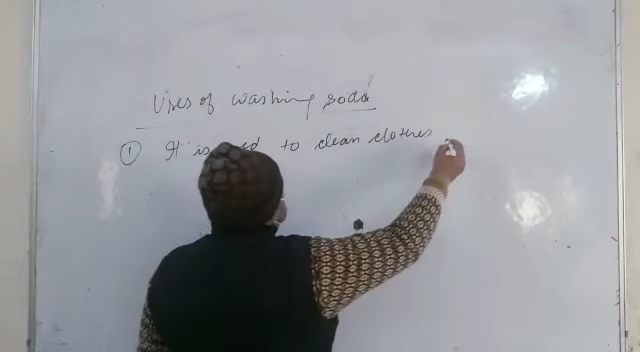 Uses of washing soda
① It is to clean clothes